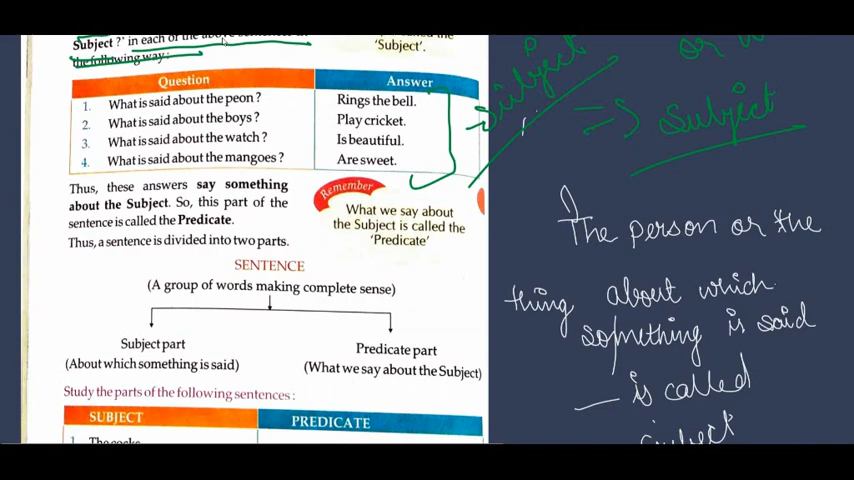 Subject ?' in each of the above sentences in
the following way:
'Subject'.
Question Answer
1. What is said about the peon ? Rings the bell.
2. What is said about the boys ? Play cricket.
3. What is said about the watch ? Is beautiful.
4. What is said about the mangoes ? Are sweet.
Thus, these answers say something
about the Subject. So, this part of the
sentence is called the Predicate.
Thus, a sentence is divided into two parts.
Remember
What we say about
the Subject is called the
'Predicate'
SENTENCE
(A group of words making complete sense)
Subject part
(About which something is said)
Predicate part
(What we say about the Subject)
Study the parts of the following sentences :
SUBJECT PREDICATE
Subject
or
=> Subject
The person or the
thing about which
something is said
— is called